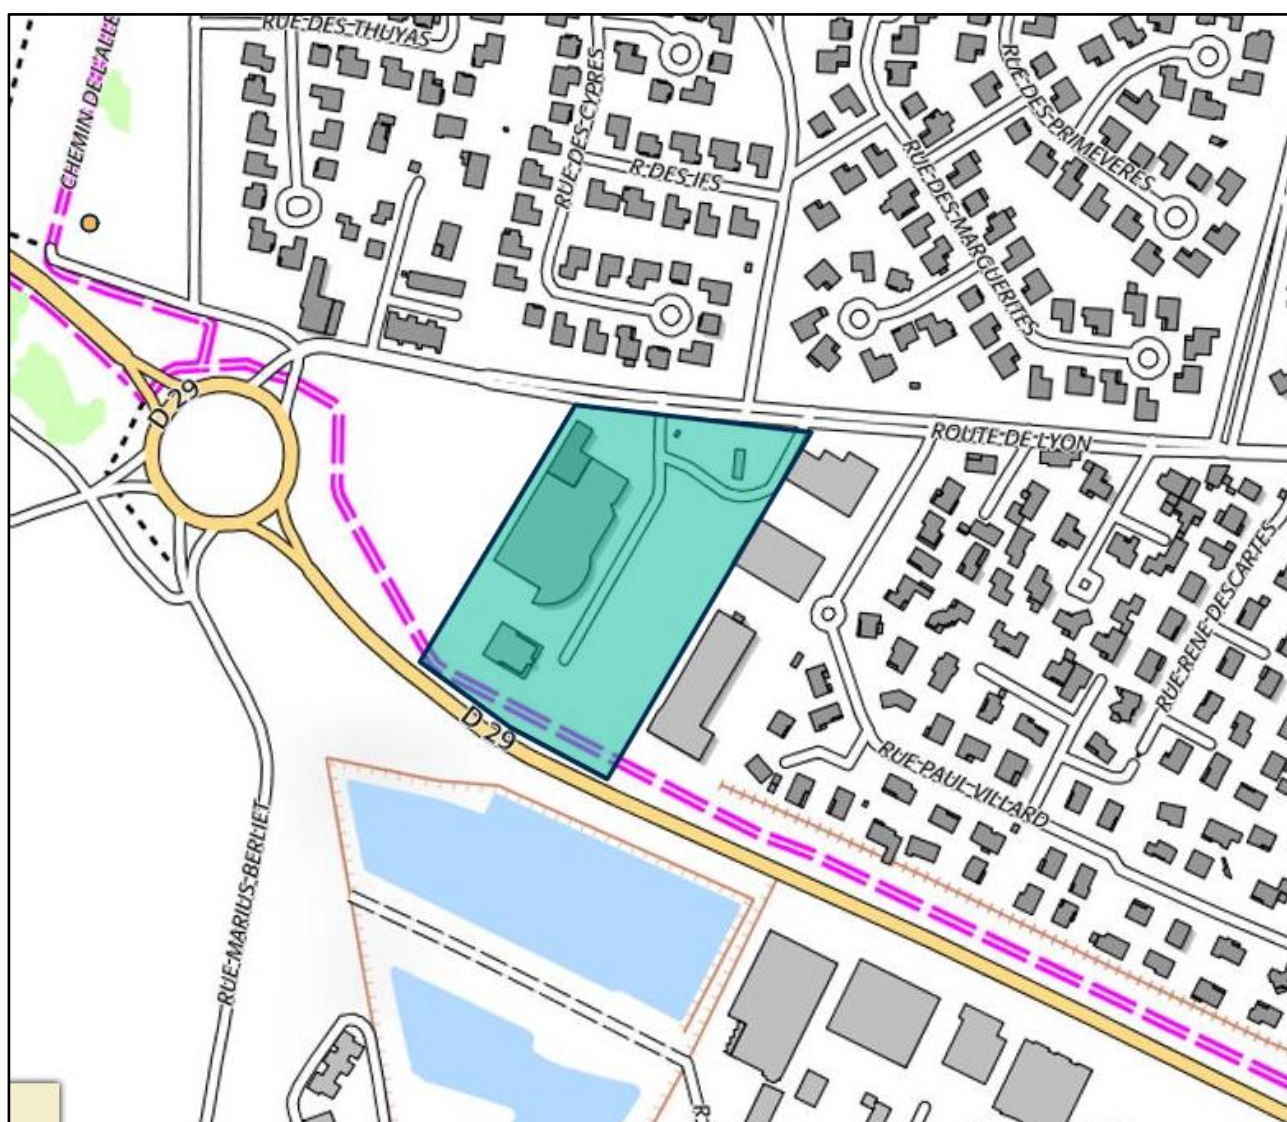 RUE DES THUYAS
CHEMIN DE L'ALLE
RUE DES CYPRES
R DES IFS
RUE DES PRIMEVERES
RUE DES MARGUERITES
D 29
ROUTE DE LYON
RUE RENE DESCARTES
D 29
RUE PAUL VILLARD
RUE MARIUS BERLIET